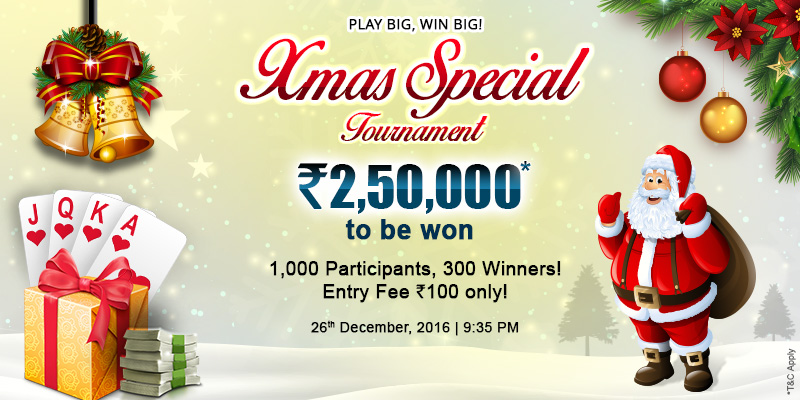 PLAY BIG, WIN BIG!
Xmas Special
Tournament
₹2,50,000*
to be won
1,000 Participants, 300 Winners!
Entry Fee ₹100 only!
26th December, 2016 | 9:35 PM
J Q K A
*T&C Apply